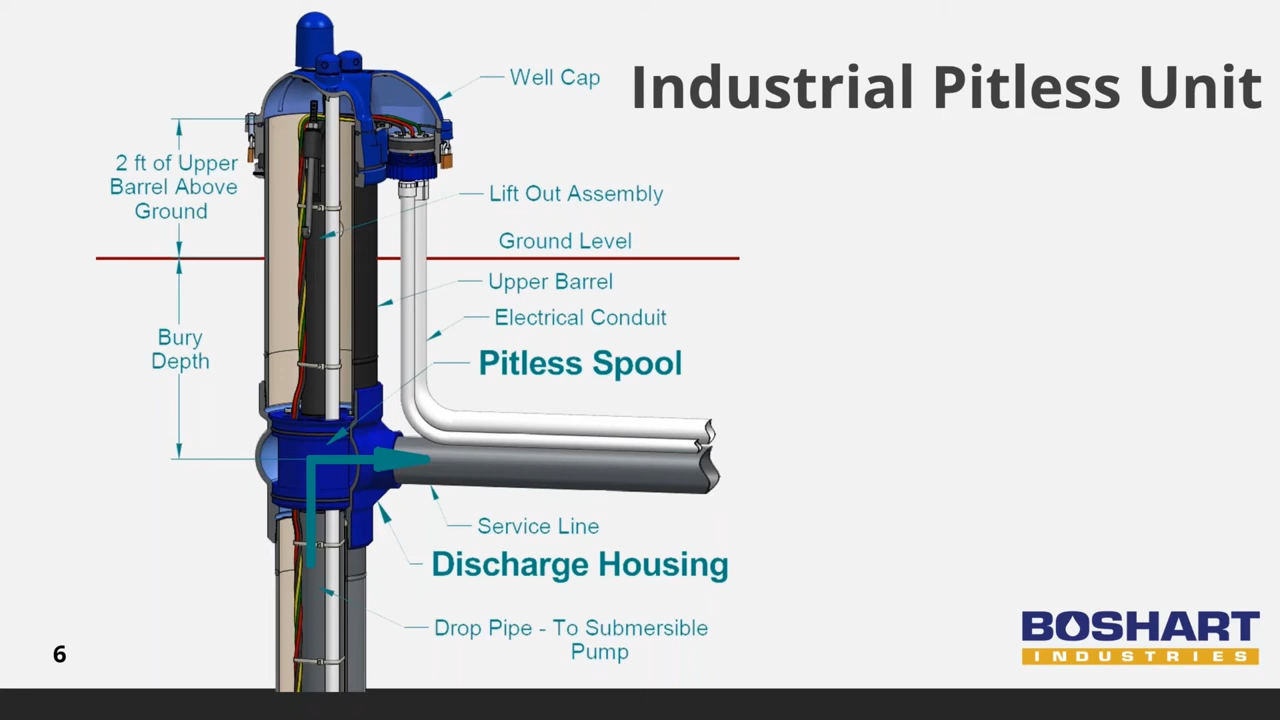 Industrial Pitless Unit
Well Cap
2 ft of Upper
Barrel Above
Ground
Lift Out Assembly
Ground Level
Upper Barrel
Electrical Conduit
Bury
Depth
Pitless Spool
Service Line
Discharge Housing
Drop Pipe - To Submersible
Pump
6
BOSHART
INDUSTRIES